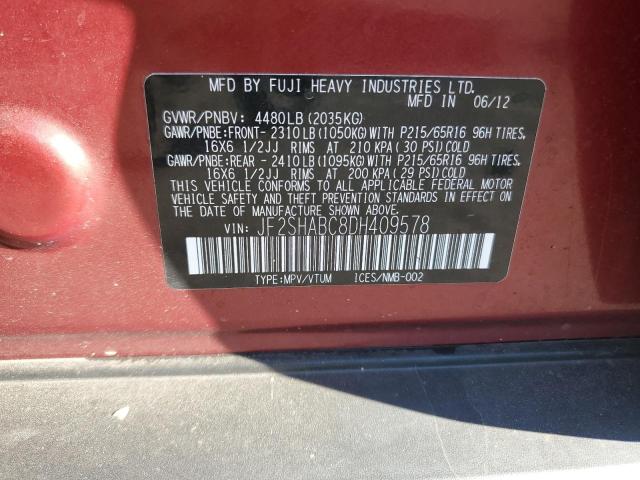 MFD BY FUJI HEAVY INDUSTRIES LTD.
MFD IN 06/12
GVWR/PNBV: 4480LB(2035KG)
GAWR/PNBE:FRONT-2310LB(1050KG)WITH P215/65R16 96H TIRES,
16X6 1/2JJ RIMS AT 210 KPA ( 30 PSI) COLD
GAWR/PNBE:REAR -2410LB(1095KG)WITH P215/65R16 96H TIRES,
16X6 1/2JJ RIMS AT 200 KPA (29 PSI)COLD
THIS VEHICLE CONFORMS TO ALL APPLICABLE FEDERAL MOTOR
VEHICLE SAFETY AND BUMPER STANDARDS IN EFFECT ON THE
DATE OF MANUFACTURE SHOWN ABOVE.
VIN: JF2SHABC8DH409578
TYPE:MPV/VTUM ICES/NMB-002